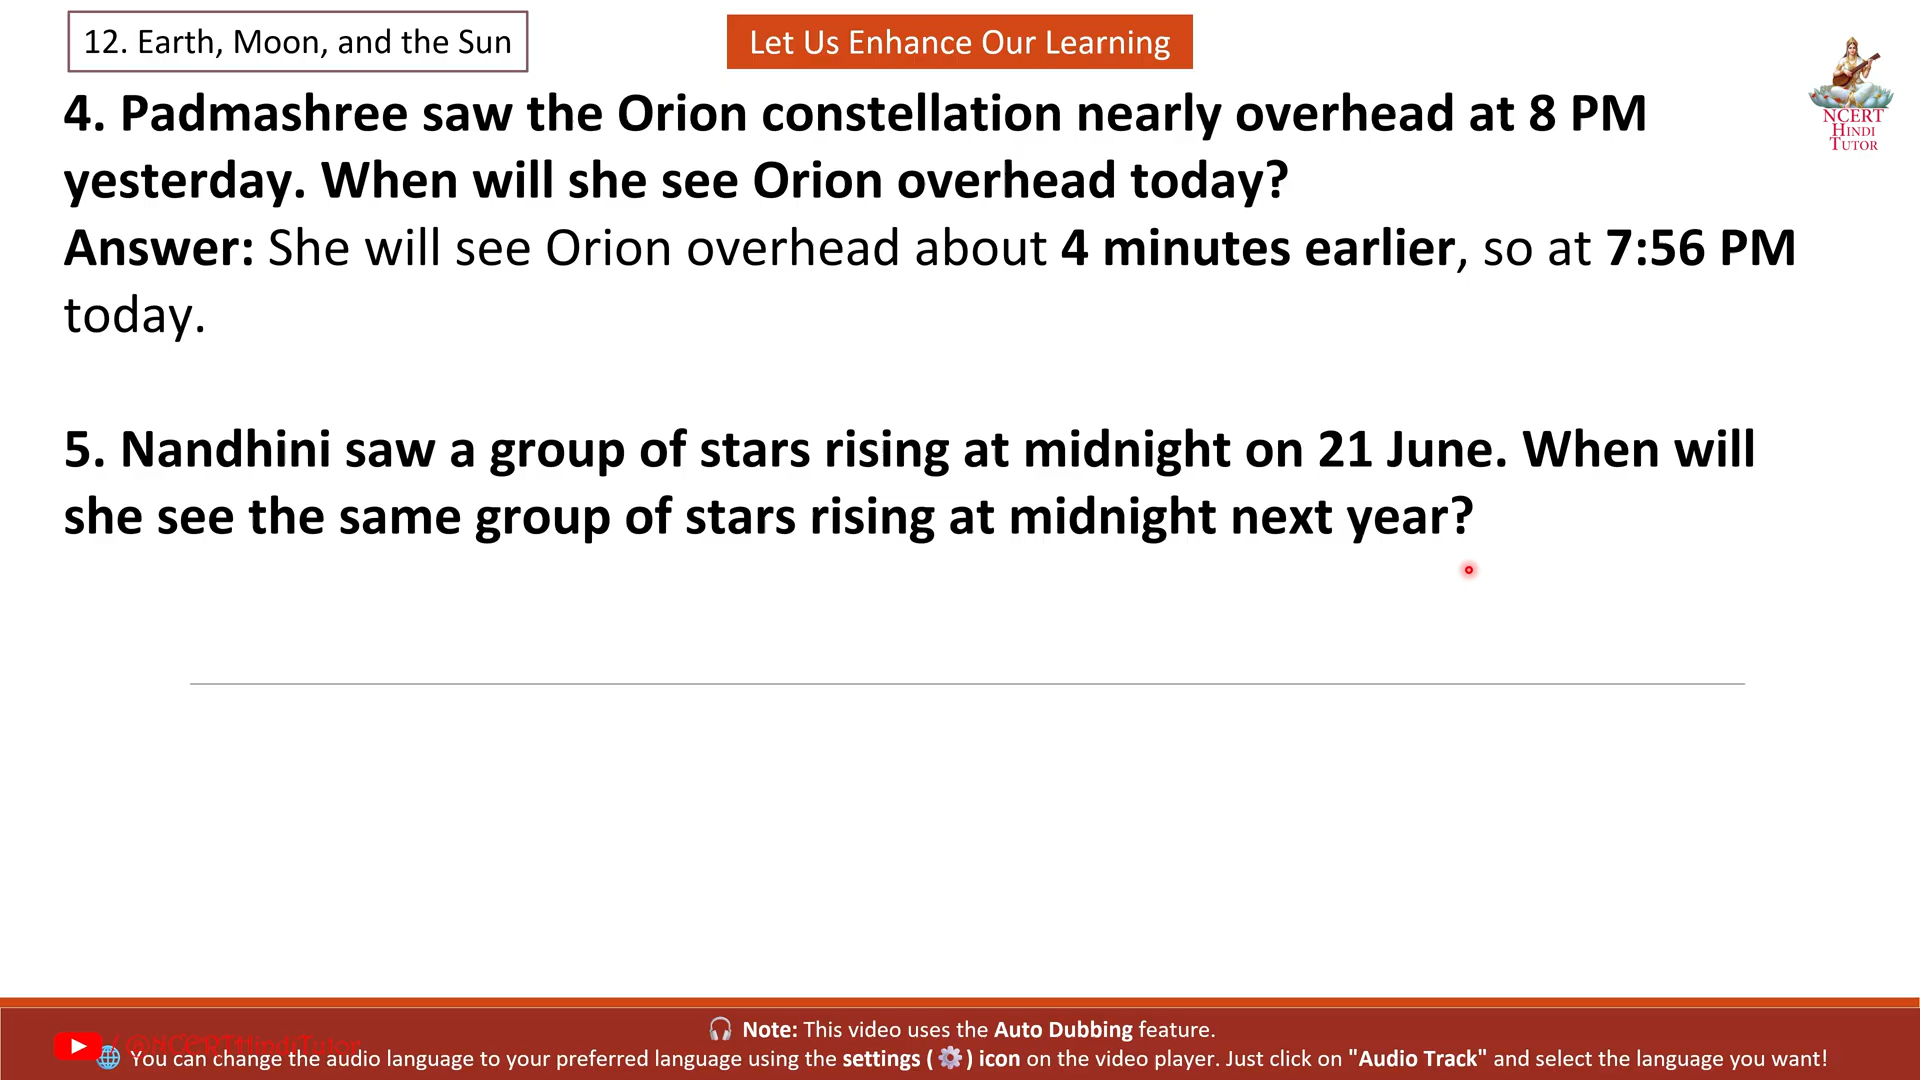 12. Earth, Moon, and the Sun
Let Us Enhance Our Learning
NCERT
HINDI
TUTOR
4. Padmashree saw the Orion constellation nearly overhead at 8 PM
yesterday. When will she see Orion overhead today?
Answer: She will see Orion overhead about 4 minutes earlier, so at 7:56 PM
today.
5. Nandhini saw a group of stars rising at midnight on 21 June. When will
she see the same group of stars rising at midnight next year?
🎧 Note: This video uses the Auto Dubbing feature.
/@NCERTHindiTutor
🌐 You can change the audio language to your preferred language using the settings (⚙️) icon on the video player. Just click on "Audio Track" and select the language you want!